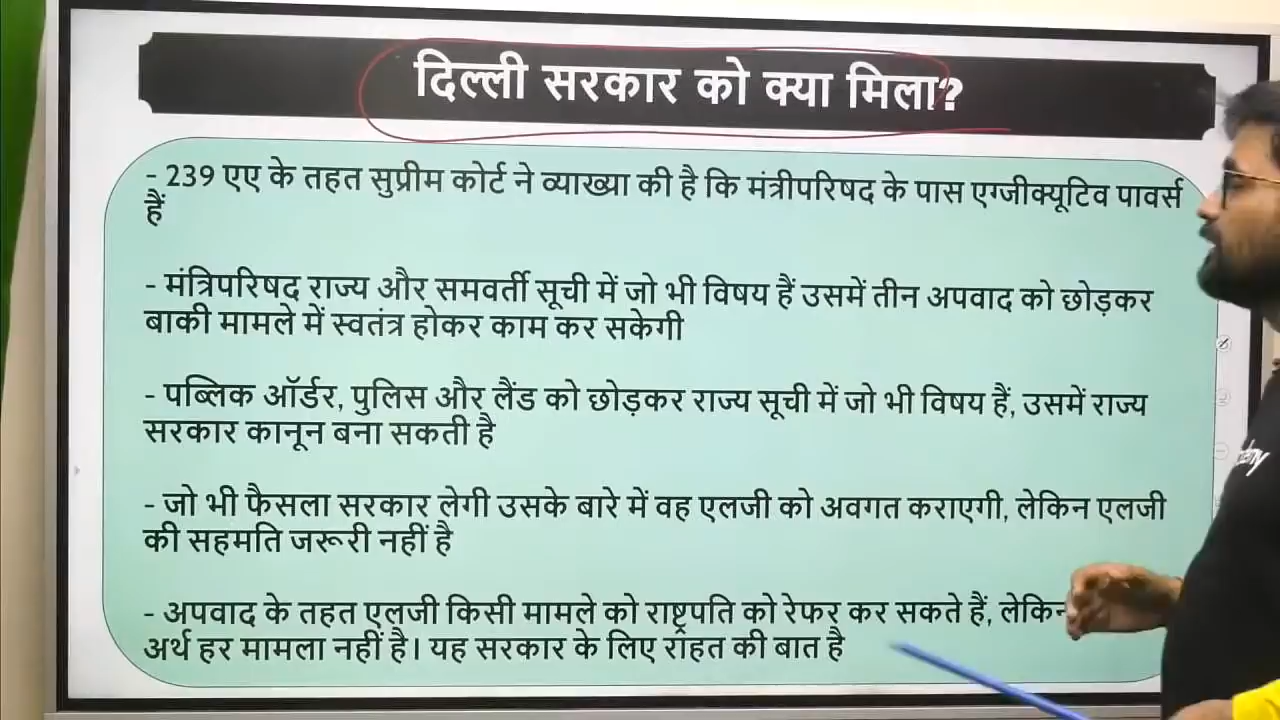 दिल्ली सरकार को क्या मिला?
- 239 एए के तहत सुप्रीम कोर्ट ने व्याख्या की है कि मंत्रीपरिषद के पास एग्जीक्यूटिव पावर्स
हैं
- मंत्रिपरिषद राज्य और समवर्ती सूची में जो भी विषय हैं उसमें तीन अपवाद को छोड़कर
बाकी मामले में स्वतंत्र होकर काम कर सकेगी
- पब्लिक ऑर्डर, पुलिस और लैंड को छोड़कर राज्य सूची में जो भी विषय हैं, उसमें राज्य
सरकार कानून बना सकती है
- जो भी फैसला सरकार लेगी उसके बारे में वह एलजी को अवगत कराएगी, लेकिन एलजी
की सहमति जरूरी नहीं है
- अपवाद के तहत एलजी किसी मामले को राष्ट्रपति को रेफर कर सकते हैं,
अर्थ हर मामला नहीं है। यह सरकार के लिए राहत की बात है